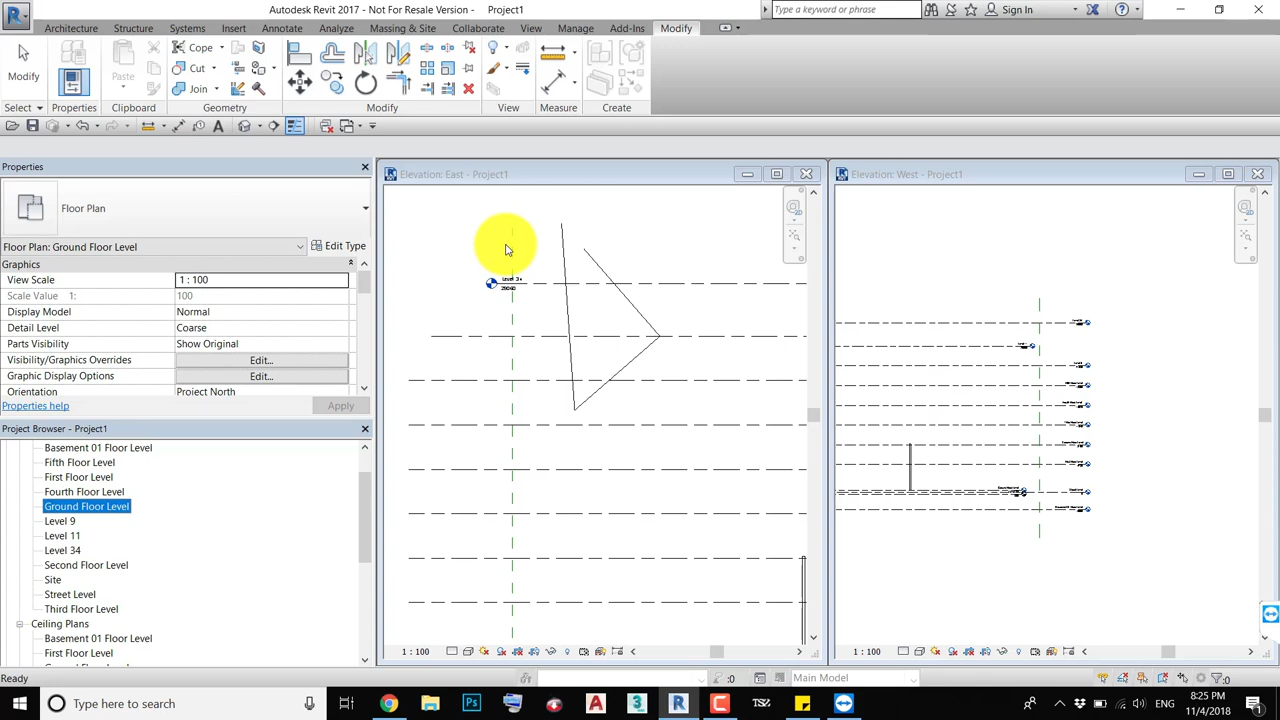 Autodesk Revit 2017 - Not For Resale Version - Project1
Type a keyword or phrase
Sign In
Architecture Structure Systems Insert Annotate Analyze Massing & Site Collaborate View Manage Add-Ins Modify
Modify
Paste
Cope
Cut
Join
Select Properties Clipboard Geometry Modify View Measure Create
Properties
Floor Plan
Floor Plan: Ground Floor Level
Edit Type
Graphics
View Scale 1 : 100
Scale Value 1: 100
Display Model Normal
Detail Level Coarse
Parts Visibility Show Original
Visibility/Graphics Overrides Edit...
Graphic Display Options Edit...
Orientation Project North
Properties help
Apply
Project Browser - Project1
Basement 01 Floor Level
Fifth Floor Level
First Floor Level
Fourth Floor Level
Ground Floor Level
Level 9
Level 11
Level 34
Second Floor Level
Site
Street Level
Third Floor Level
Ceiling Plans
Basement 01 Floor Level
First Floor Level
Elevation: East - Project1
1 : 100
Elevation: West - Project1
1 : 100
Ready
:0
Main Model
:0
Type here to search
ENG
8:25 PM
11/4/2018